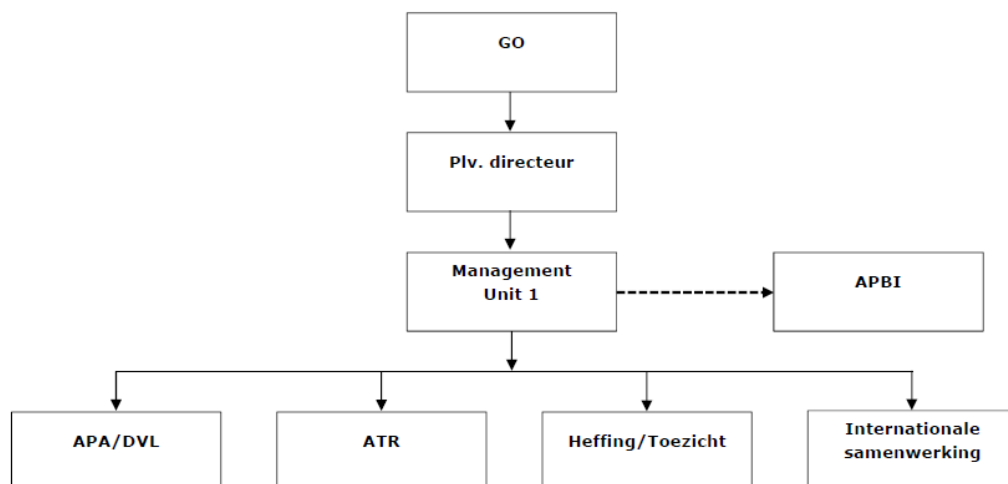 GO
Plv. directeur
Management
Unit 1
APBI
APA/DVL
ATR
Heffing/Toezicht
Internationale
samenwerking